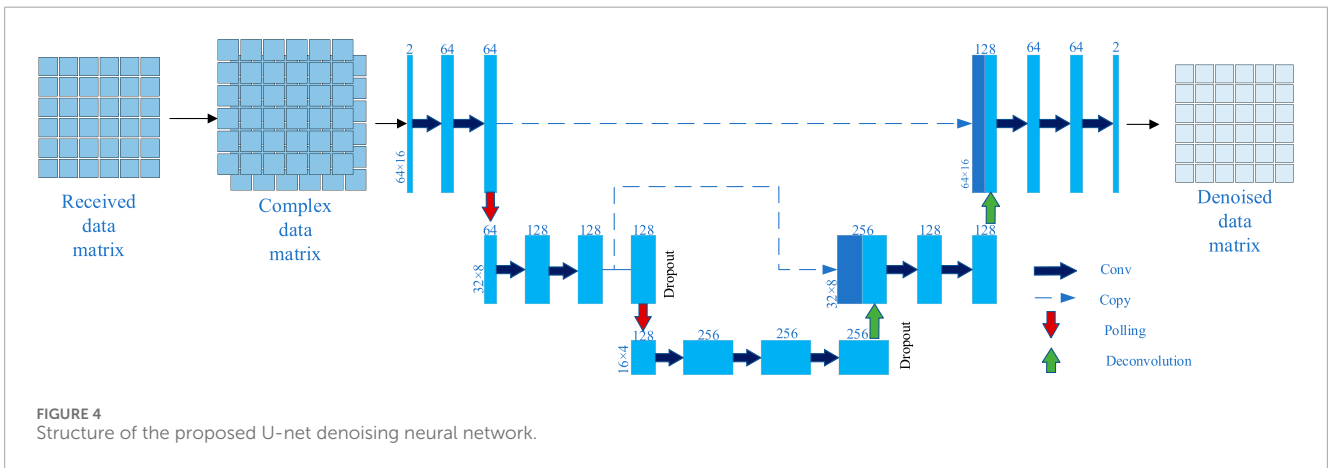 Received
data
matrix
Complex
data
matrix
2
64
64
64×16
64
128
128
128
32×8
Dropout
128
256
256
256
16×4
Dropout
256
128
128
32×8
128
64
64
2
64×16
Denoised
data
matrix
Conv
Copy
Polling
Deconvolution
FIGURE 4
Structure of the proposed U-net denoising neural network.